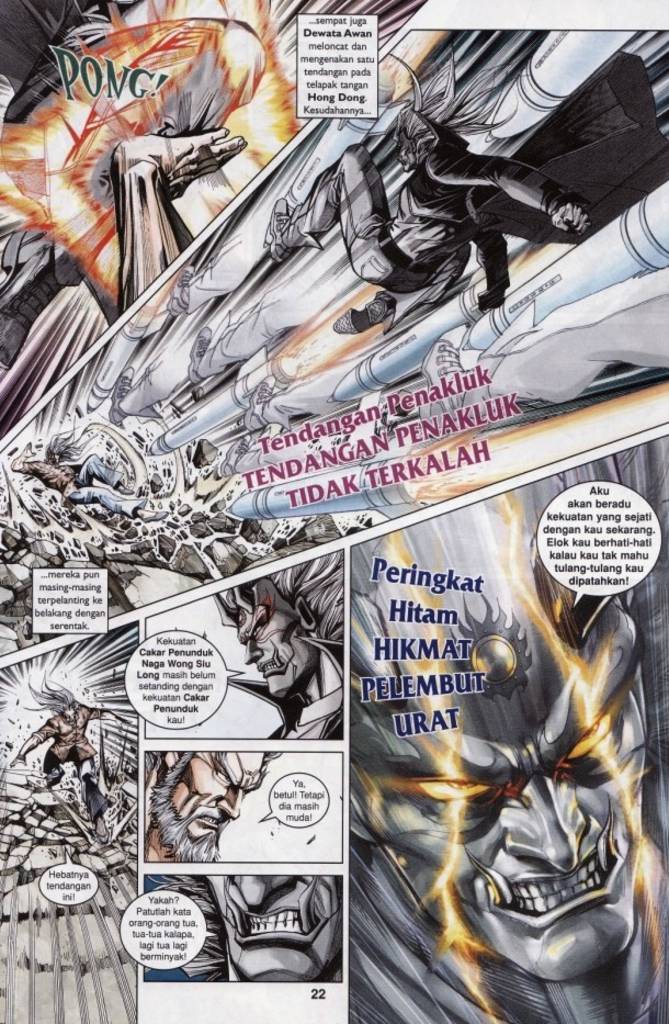 PONG!
...sempat juga
Dewata Awan
meloncat dan
mengenakan satu
tendangan pada
telapak tangan
Hong Dong.
Kesudahannya...
Tendangan Penakluk
TENDANGAN PENAKLUK
TIDAK TERKALAH
...mereka pun
masing-masing
terpelanting ke
belakang dengan
serentak.
Hebatnya
tendangan
ini!
Kekuatan
Cakar Penunduk
Naga Wong Siu
Long masih belum
setanding dengan
kekuatan Cakar
Penunduk
kau!
Ya,
betul! Tetapi
dia masih
muda!
Yakah?
Patutlah kata
orang-orang tua,
tua-tua kalapa,
lagi tua lagi
berminyak!
Aku
akan beradu
kekuatan yang sejati
dengan kau sekarang.
Elok kau berhati-hati
kalau kau tak mahu
tulang-tulang kau
dipatahkan!
Peringkat
Hitam
HIKMAT
PELEMBUT
URAT
22